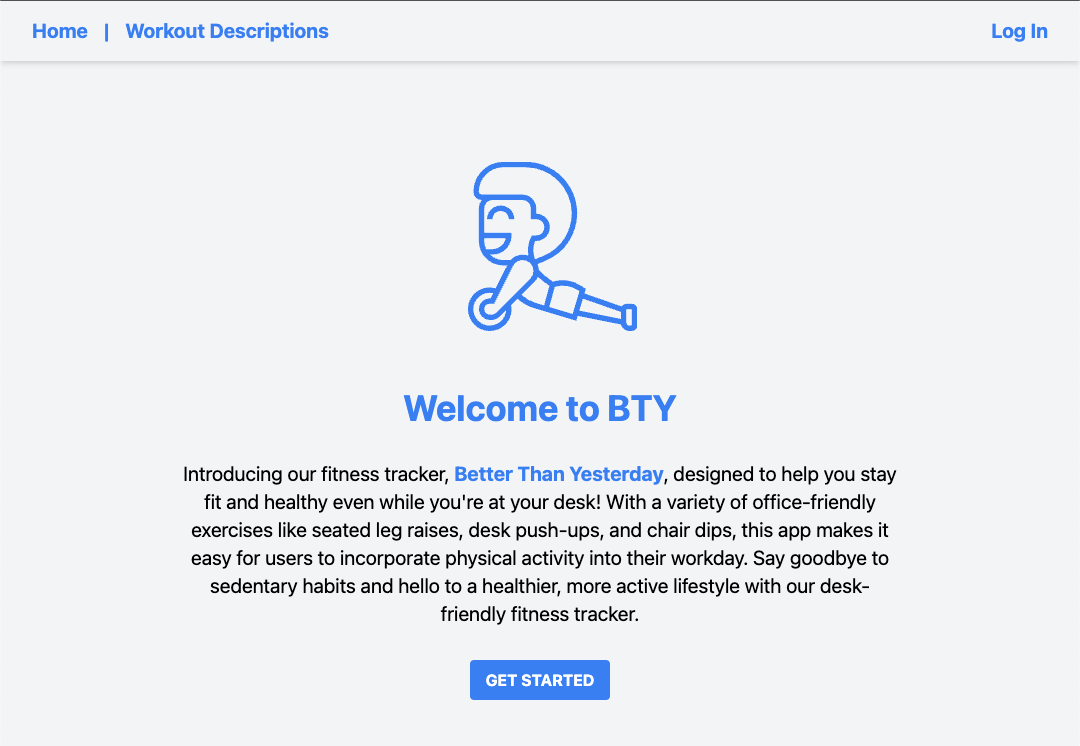 Home | Workout Descriptions Log In
Welcome to BTY
Introducing our fitness tracker, Better Than Yesterday, designed to help you stay
fit and healthy even while you're at your desk! With a variety of office-friendly
exercises like seated leg raises, desk push-ups, and chair dips, this app makes it
easy for users to incorporate physical activity into their workday. Say goodbye to
sedentary habits and hello to a healthier, more active lifestyle with our desk-
friendly fitness tracker.
GET STARTED